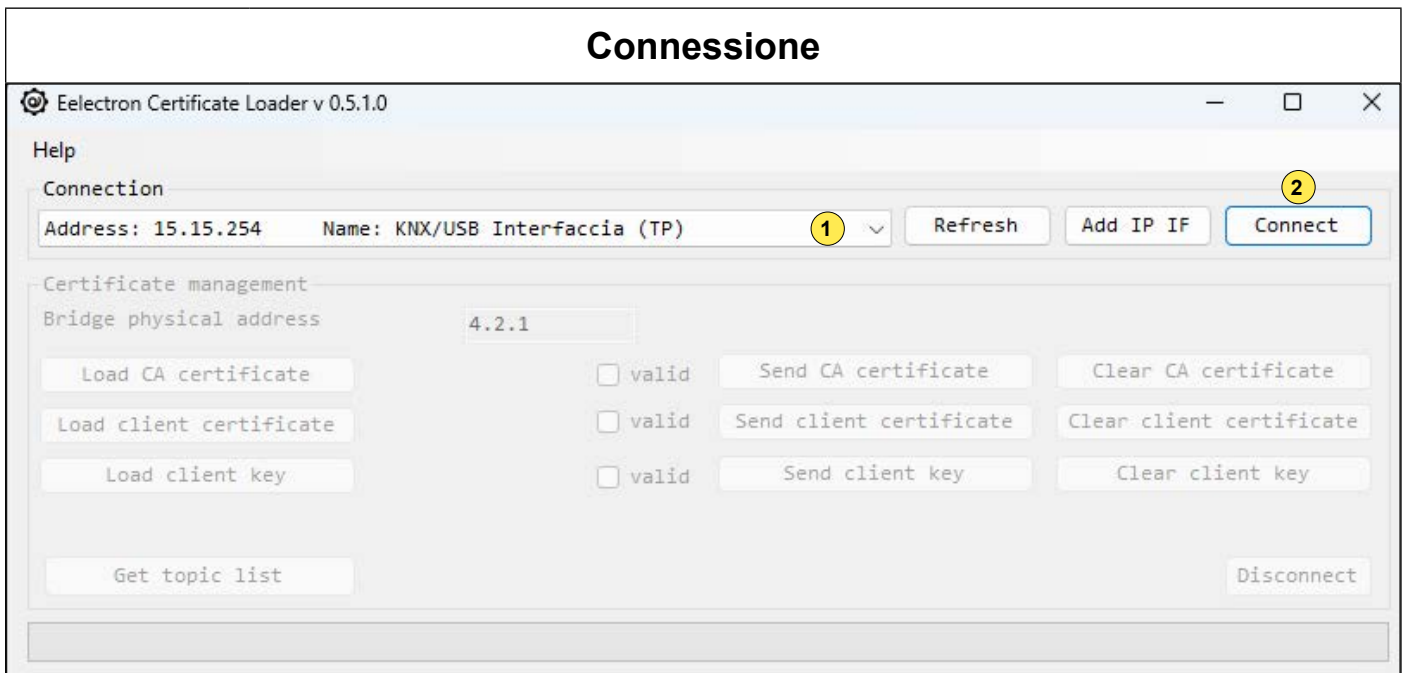 Connessione
Eelectron Certificate Loader v 0.5.1.0
Help
Connection
2
Address: 15.15.254 Name: KNX/USB Interfaccia (TP) 1 Refresh Add IP IF Connect
Certificate management
Bridge physical address 4.2.1
Load CA certificate valid Send CA certificate Clear CA certificate
Load client certificate valid Send client certificate Clear client certificate
Load client key valid Send client key Clear client key
Get topic list Disconnect